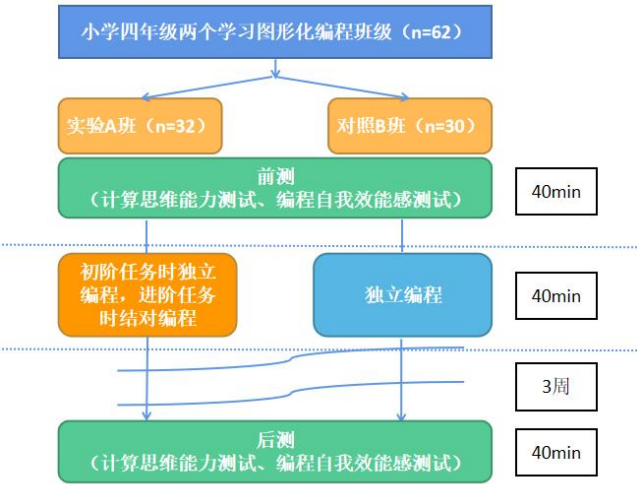 小学四年级两个学习图形化编程班级（n=62）
实验A班（n=32）
对照B班（n=30）
前测
（计算思维能力测试、编程自我效能感测试）
40min
初阶任务时独立
编程，进阶任务
时结对编程
独立编程
40min
3周
后测
（计算思维能力测试、编程自我效能感测试）
40min